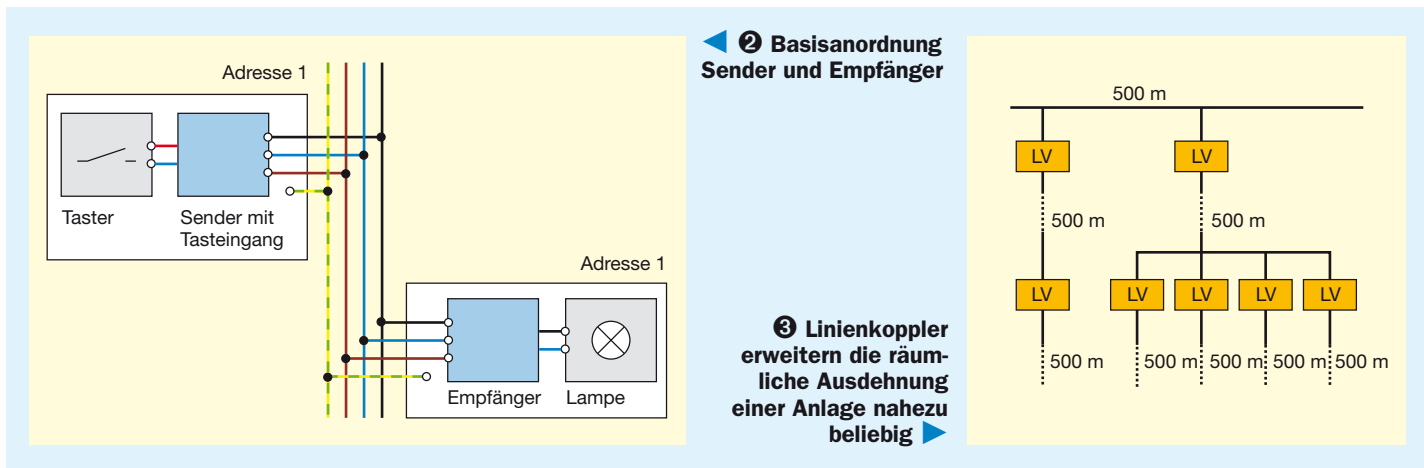 Adresse 1
Taster
Sender mit
Tasteingang
Adresse 1
Empfänger
Lampe
◀ ❷ Basisanordnung
Sender und Empfänger
❸ Linienkoppler
erweitern die räum-
liche Ausdehnung
einer Anlage nahezu
beliebig ▶
500 m
LV LV
500 m 500 m
LV LV LV LV LV
500 m 500 m 500 m 500 m 500 m